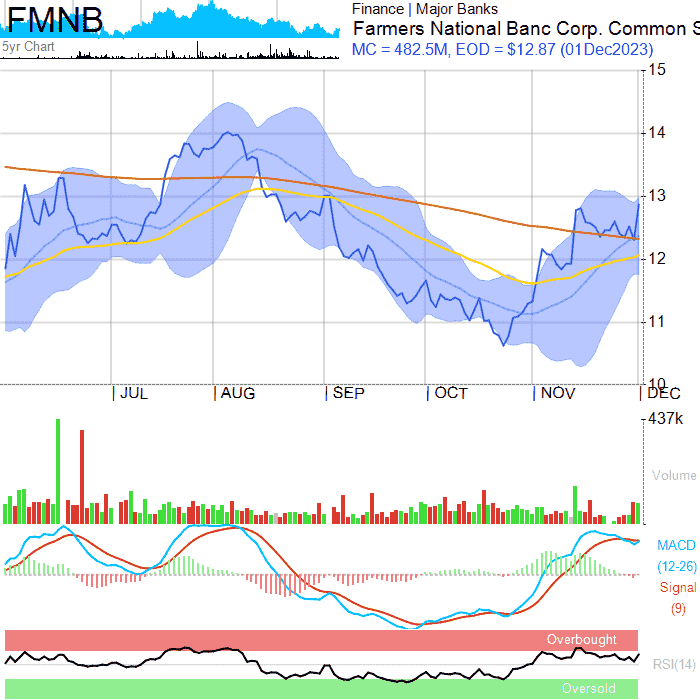 FMNB
5yr Chart
Finance | Major Banks
Farmers National Banc Corp. Common S
MC = 482.5M, EOD = $12.87 (01Dec2023)
15
14
13
12
11
10
JUL
AUG
SEP
OCT
NOV
DEC
437k
Volume
MACD
(12-26)
Signal
(9)
Overbought
RSI(14)
Oversold